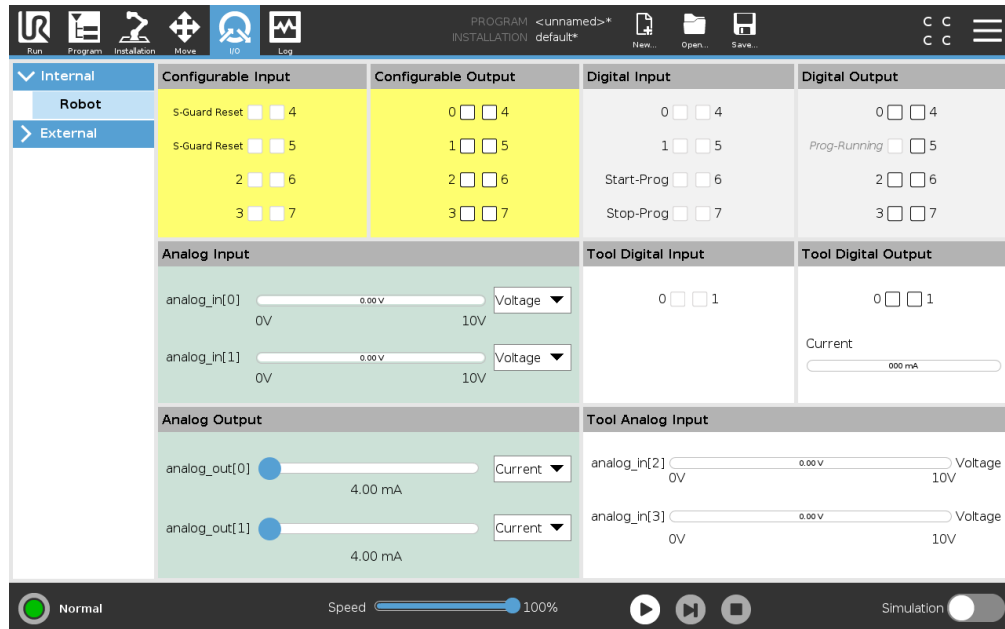 PROGRAM <unnamed>*
INSTALLATION default*
C C
C C
Run Program Installation Move I/O Log New... Open... Save...
Internal
Robot
External
Configurable Input
S-Guard Reset 4
S-Guard Reset 5
2 6
3 7
Configurable Output
0 4
1 5
2 6
3 7
Digital Input
0 4
1 5
Start-Prog 6
Stop-Prog 7
Digital Output
0 4
Prog-Running 5
2 6
3 7
Analog Input
analog_in[0] 0.00 V Voltage
0V 10V
analog_in[1] 0.00 V Voltage
0V 10V
Tool Digital Input
0 1
Tool Digital Output
0 1
Current
000 mA
Analog Output
analog_out[0] Current
4.00 mA
analog_out[1] Current
4.00 mA
Tool Analog Input
analog_in[2] 0.00 V Voltage
0V 10V
analog_in[3] 0.00 V Voltage
0V 10V
Normal Speed 100% Simulation